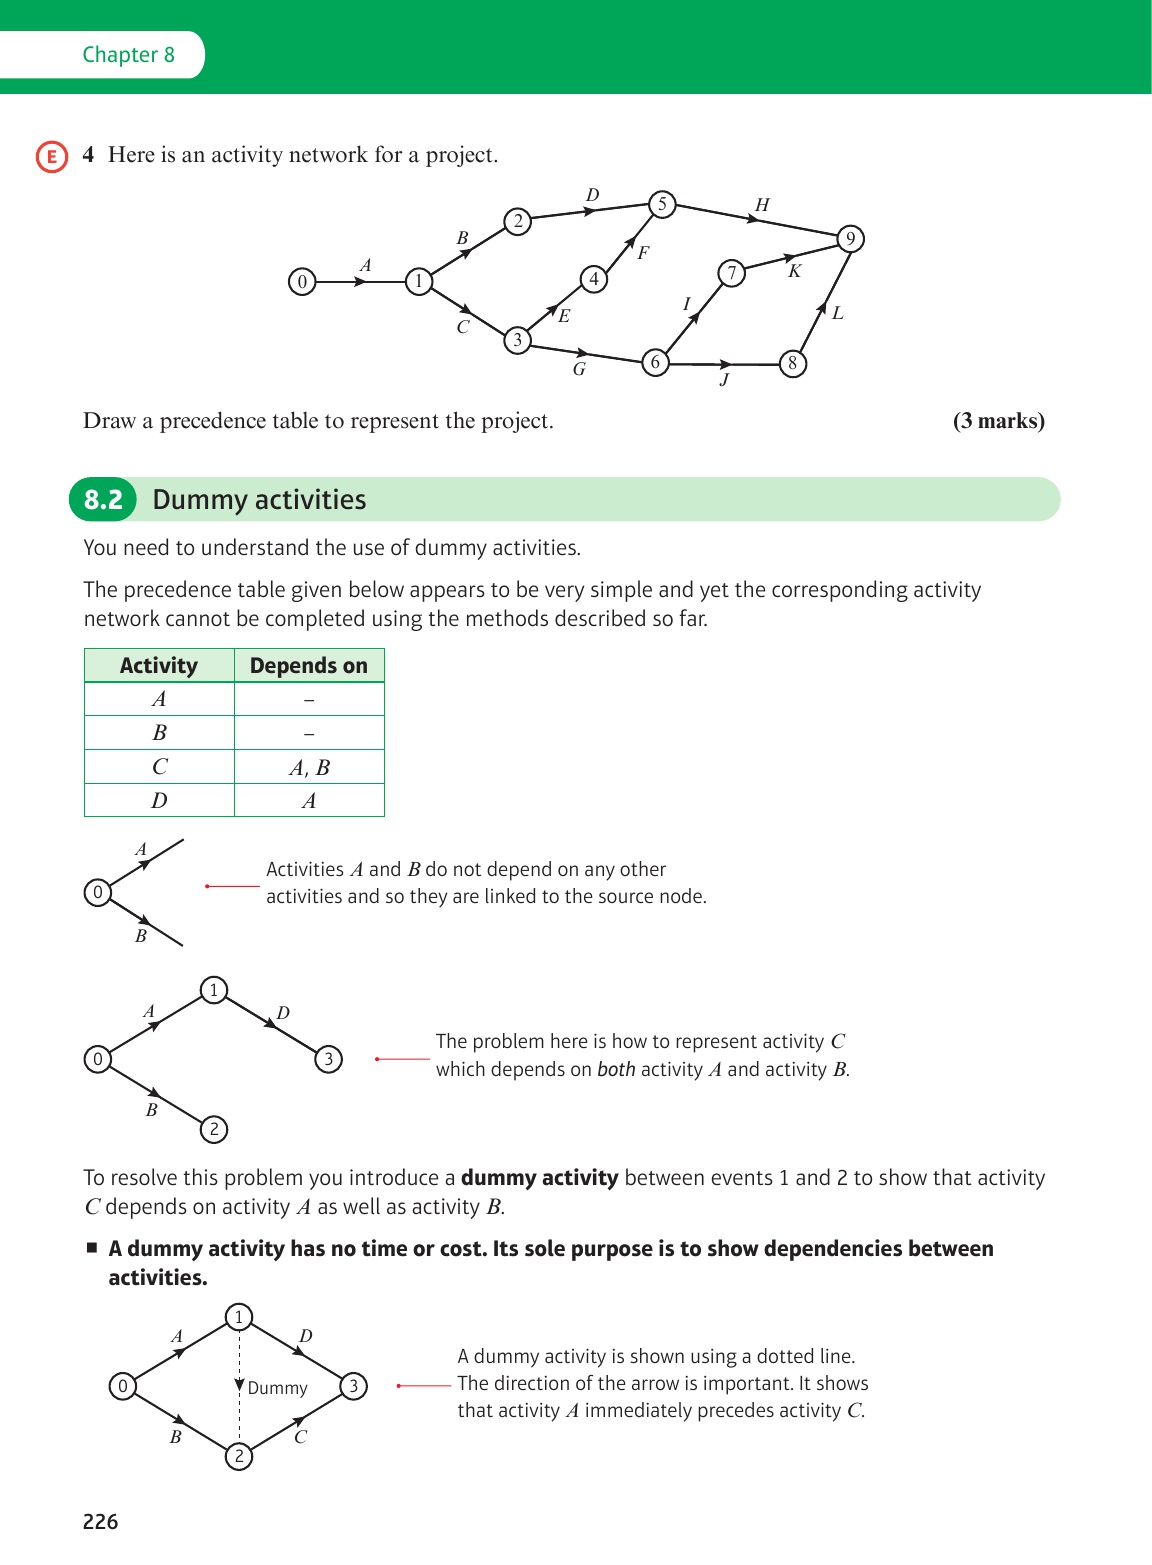 Chapter 8
E 4 Here is an activity network for a project.
D
5
H
2
9
B
F
A
4
7
K
0
1
I
L
C
E
3
6
8
G
J
Draw a precedence table to represent the project. (3 marks)
8.2 Dummy activities
You need to understand the use of dummy activities.
The precedence table given below appears to be very simple and yet the corresponding activity
network cannot be completed using the methods described so far.
Activity Depends on
A –
B –
C A, B
D A
A
0
B
Activities A and B do not depend on any other
activities and so they are linked to the source node.
1
A
D
0
3
B
2
The problem here is how to represent activity C
which depends on both activity A and activity B.
To resolve this problem you introduce a dummy activity between events 1 and 2 to show that activity
C depends on activity A as well as activity B.
■ A dummy activity has no time or cost. Its sole purpose is to show dependencies between
activities.
1
A
D
0
Dummy
3
B
C
2
A dummy activity is shown using a dotted line.
The direction of the arrow is important. It shows
that activity A immediately precedes activity C.
226